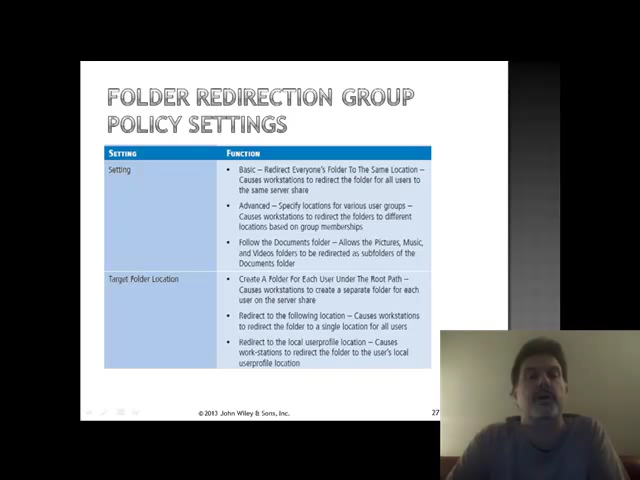 FOLDER REDIRECTION GROUP
POLICY SETTINGS
SETTING FUNCTION
Setting
• Basic – Redirect Everyone's Folder To The Same Location –
Causes workstations to redirect the folder for all users to
the same server share
• Advanced – Specify locations for various user groups –
Causes workstations to redirect the folders to different
locations based on group memberships
• Follow the Documents folder – Allows the Pictures, Music,
and Videos folders to be redirected as subfolders of the
Documents folder
Target Folder Location
• Create A Folder For Each User Under The Root Path –
Causes workstations to create a separate folder for each
user on the server share
• Redirect to the following location – Causes workstations
to redirect the folder to a single location for all users
• Redirect to the local userprofile location – Causes
work-stations to redirect the folder to the user's local
userprofile location
© 2013 John Wiley & Sons, Inc. 27